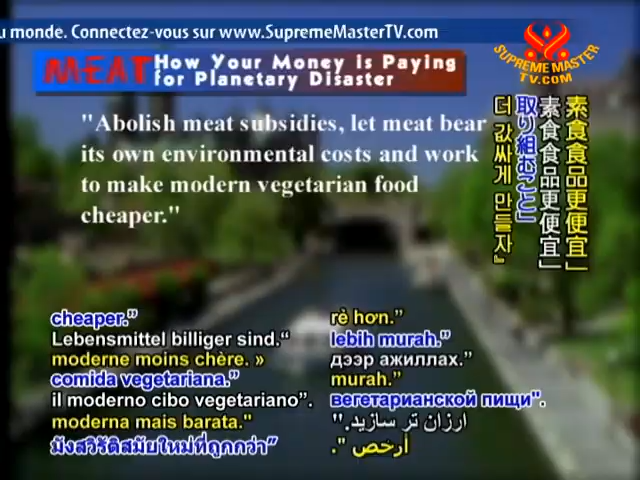 u monde. Connectez-vous sur www.SupremeMasterTV.com
SUPREME MASTER
TV.COM
MEAT How Your Money is Paying
for Planetary Disaster
"Abolish meat subsidies, let meat bear
its own environmental costs and work
to make modern vegetarian food
cheaper."
素食食品更便宜」
素食食品更便宜」
取り組むこと」
더 값싸게 만들자』
cheaper.”
Lebensmittel billiger sind.“
moderne moins chère. »
comida vegetariana.”
il moderno cibo vegetariano”.
moderna mais barata."
มังสวิรัติสมัยใหม่ที่ถูกกว่า”
rẻ hơn.”
lebih murah.”
дээр ажиллах.”
murah.”
вегетарианской пищи".
ارزان تر سازید."
أرخص ".